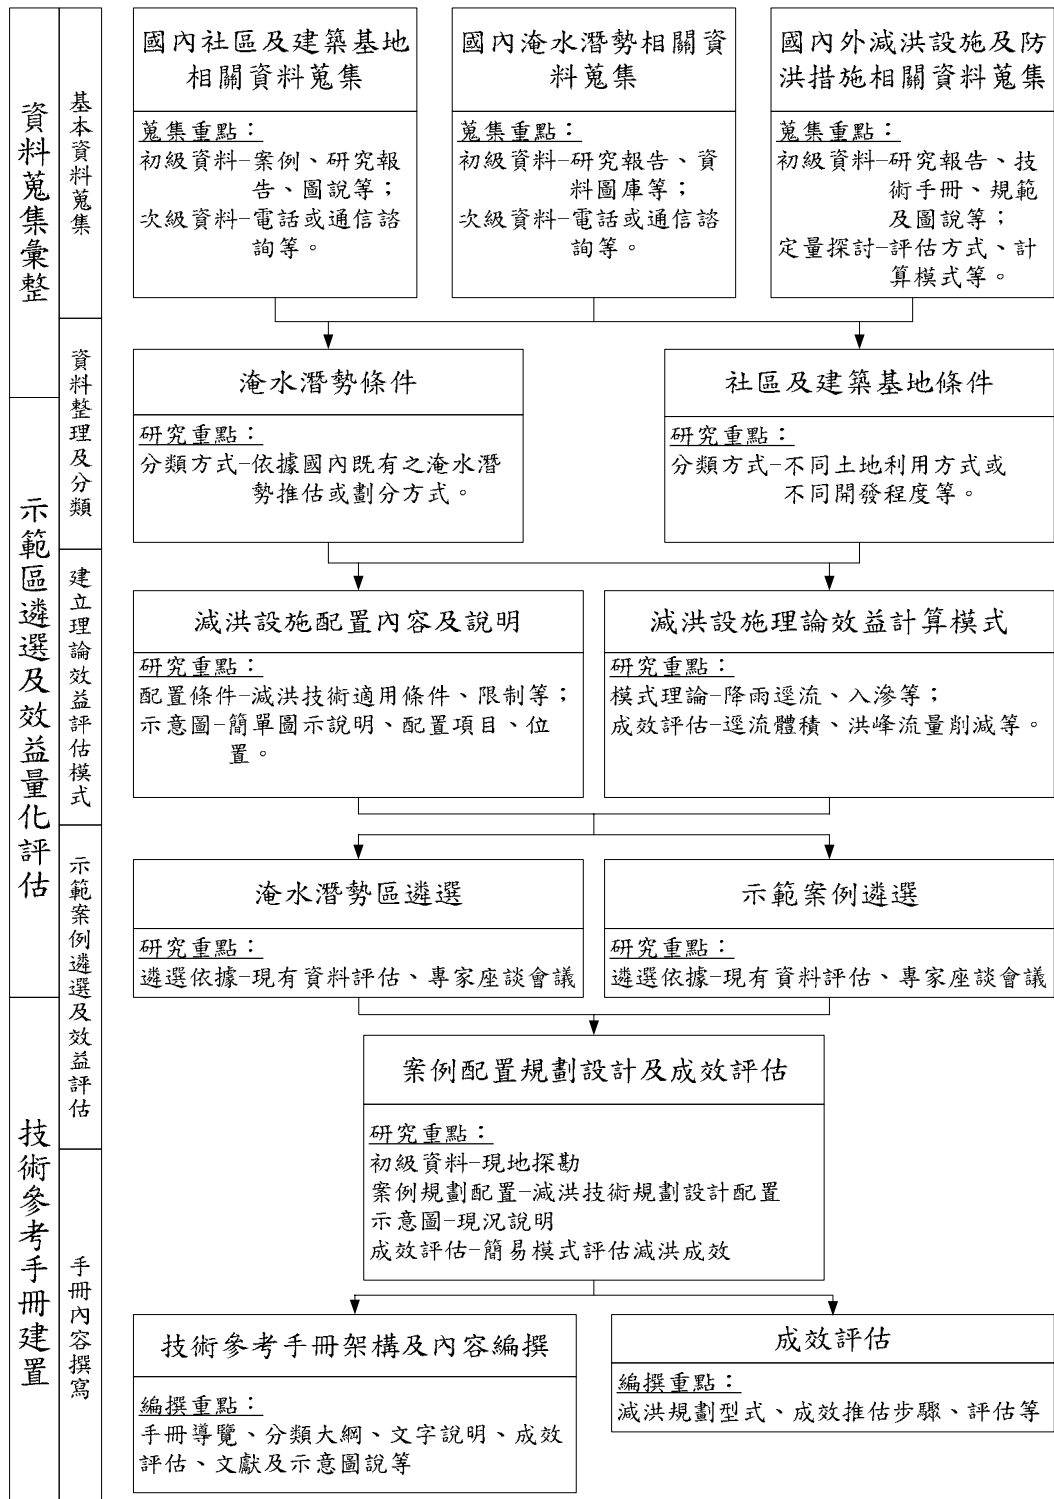 資料蒐集彙整
示範區遴選及效益量化評估
技術參考手冊建置
基本資料蒐集
資料整理及分類
建立理論效益評估模式
示範案例遴選及效益評估
手冊內容撰寫
國內社區及建築基地
相關資料蒐集
蒐集重點：
初級資料-案例、研究報
告、圖說等；
次級資料-電話或通信諮
詢等。
國內淹水潛勢相關資
料蒐集
蒐集重點：
初級資料-研究報告、資
料圖庫等；
次級資料-電話或通信諮
詢等。
國內外減洪設施及防
洪措施相關資料蒐集
蒐集重點：
初級資料-研究報告、技
術手冊、規範
及圖說等；
定量探討-評估方式、計
算模式等。
淹水潛勢條件
研究重點：
分類方式-依據國內既有之淹水潛
勢推估或劃分方式。
社區及建築基地條件
研究重點：
分類方式-不同土地利用方式或
不同開發程度等。
減洪設施配置內容及說明
研究重點：
配置條件-減洪技術適用條件、限制等；
示意圖-簡單圖示說明、配置項目、位
置。
減洪設施理論效益計算模式
研究重點：
模式理論-降雨逕流、入滲等；
成效評估-逕流體積、洪峰流量削減等。
淹水潛勢區遴選
研究重點：
遴選依據-現有資料評估、專家座談會議
示範案例遴選
研究重點：
遴選依據-現有資料評估、專家座談會議
案例配置規劃設計及成效評估
研究重點：
初級資料-現地探勘
案例規劃配置-減洪技術規劃設計配置
示意圖-現況說明
成效評估-簡易模式評估減洪成效
技術參考手冊架構及內容編撰
編撰重點：
手冊導覽、分類大綱、文字說明、成效
評估、文獻及示意圖說等
成效評估
編撰重點：
減洪規劃型式、成效推估步驟、評估等